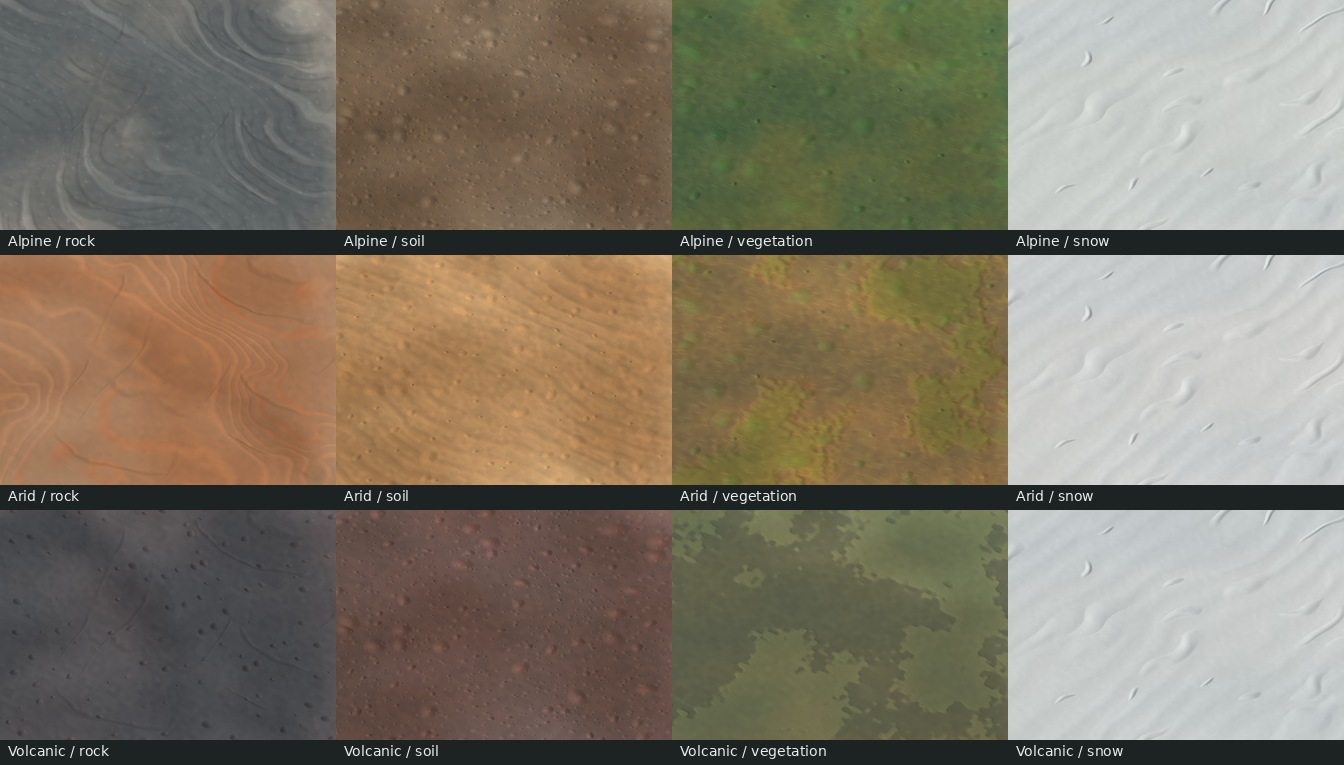 Alpine / rock
Alpine / soil
Alpine / vegetation
Alpine / snow
Arid / rock
Arid / soil
Arid / vegetation
Arid / snow
Volcanic / rock
Volcanic / soil
Volcanic / vegetation
Volcanic / snow